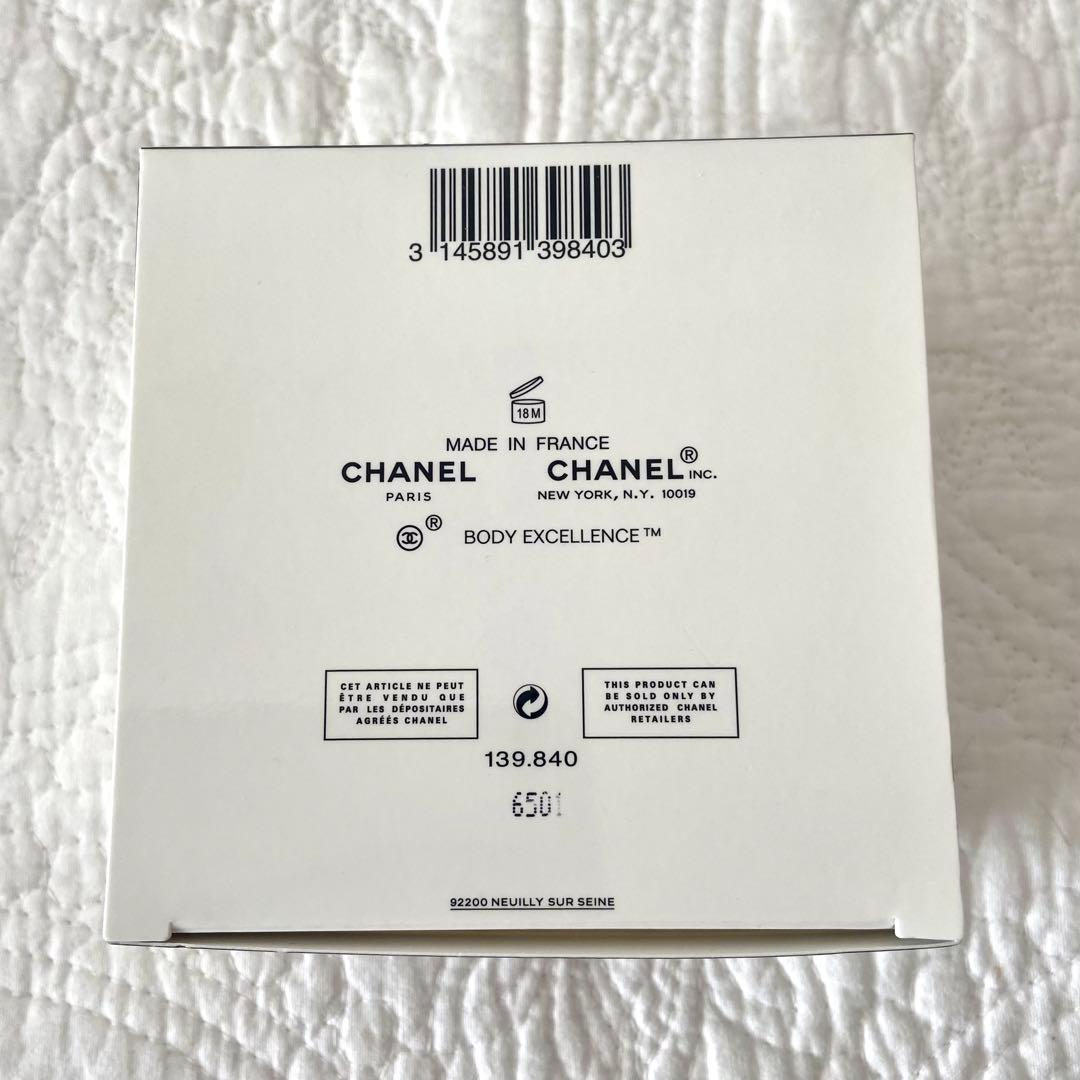 3 145891 398403
18 M
MADE IN FRANCE
CHANEL
PARIS
CHANEL® INC.
NEW YORK, N.Y. 10019
® BODY EXCELLENCE™
CET ARTICLE NE PEUT
ÊTRE VENDU QUE
PAR LES DÉPOSITAIRES
AGRÉÉS CHANEL
THIS PRODUCT CAN
BE SOLD ONLY BY
AUTHORIZED CHANEL
RETAILERS
139.840
6501
92200 NEUILLY SUR SEINE